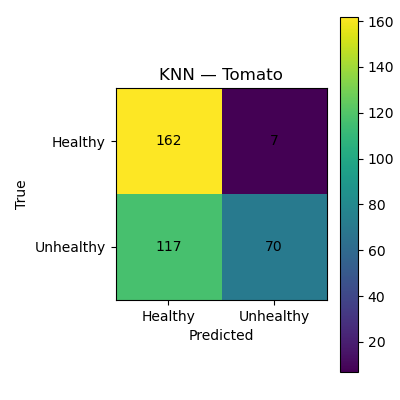 KNN — Tomato
Healthy
162
7
Unhealthy
117
70
Healthy
Unhealthy
True
Predicted
160
140
120
100
80
60
40
20